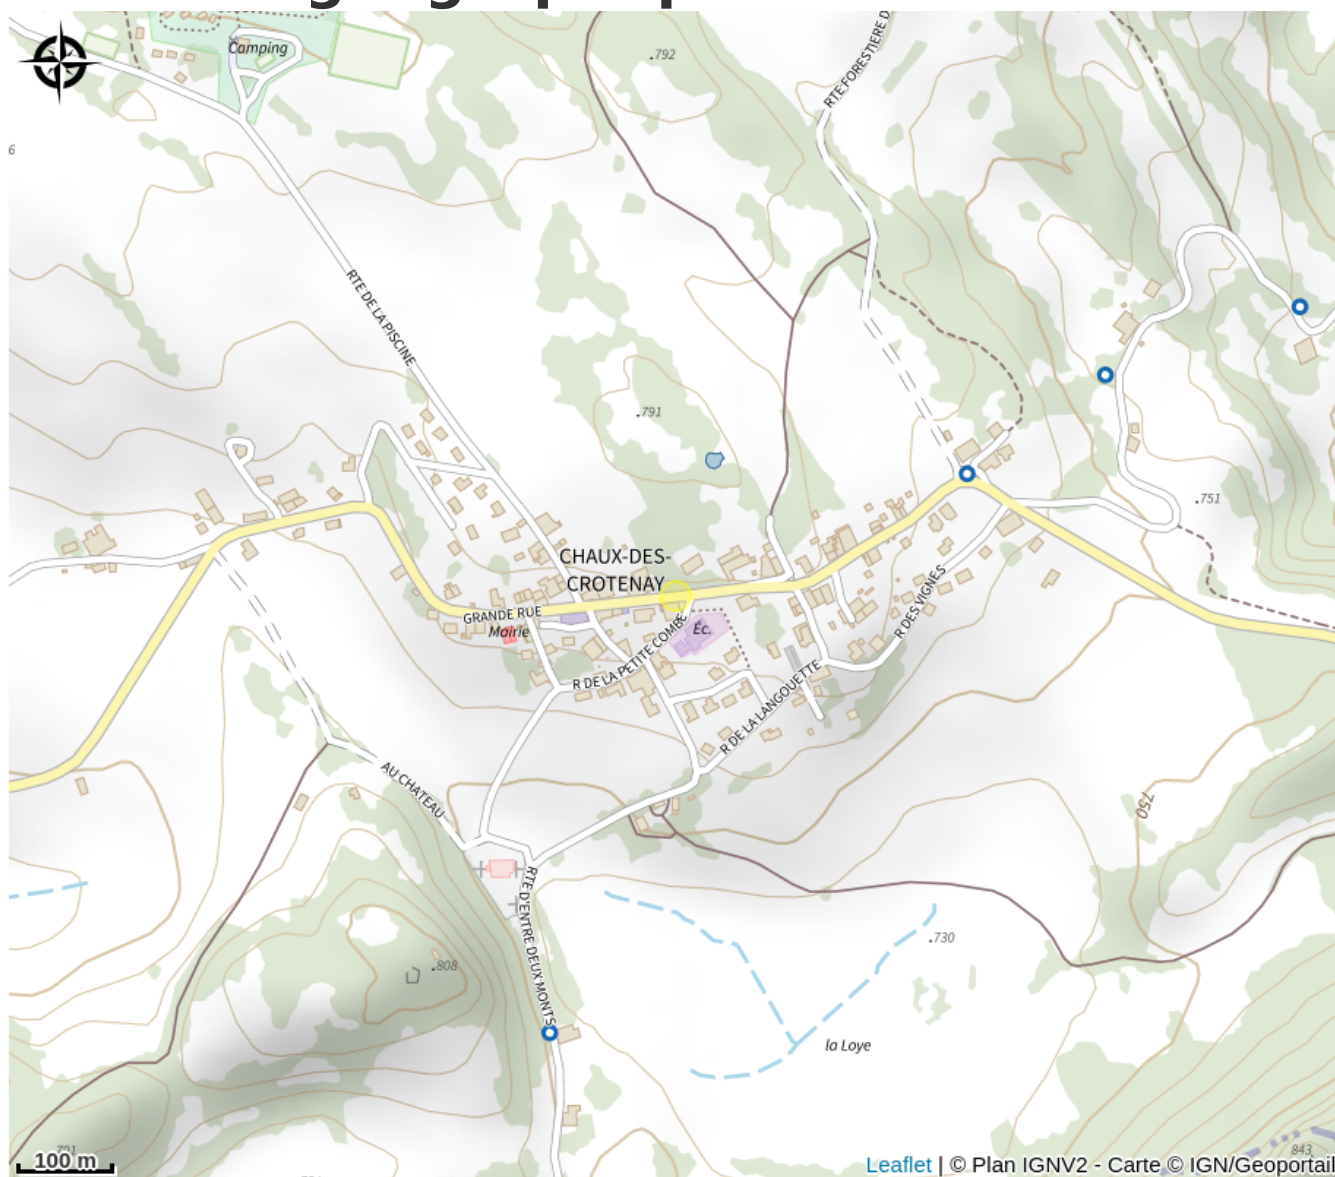 Camping
.792
RTE FORESTIERE D
6
RTE DE LA PISCINE
.791
.751
CHAUX-DES-
CROTENAY
GRANDE RUE
Mairie
Éc.
R DE LA PETITE COMBE
R DES VIGNES
R DE LA LANGOUETTE
AU CHATEAU
750
RTE D'ENTRE DEUX MONTS
.808
.730
la Loye
791
843
100 m
Leaflet | © Plan IGNV2 - Carte © IGN/Geoportail